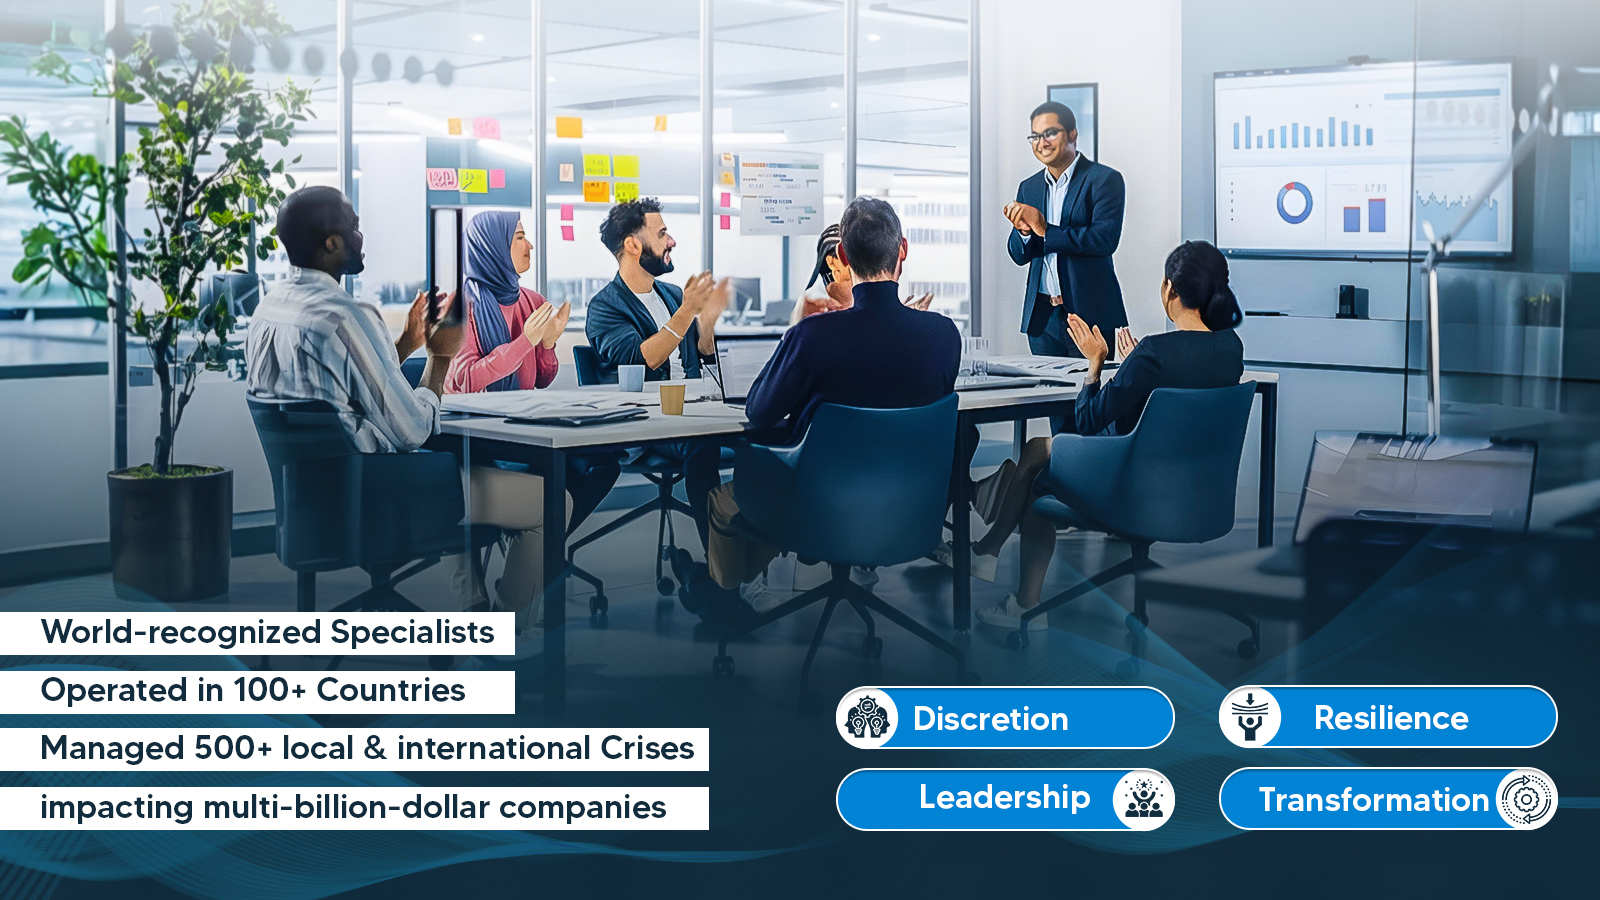 World-recognized Specialists
Operated in 100+ Countries
Managed 500+ local & international Crises
impacting multi-billion-dollar companies
Discretion
Resilience
Leadership
Transformation